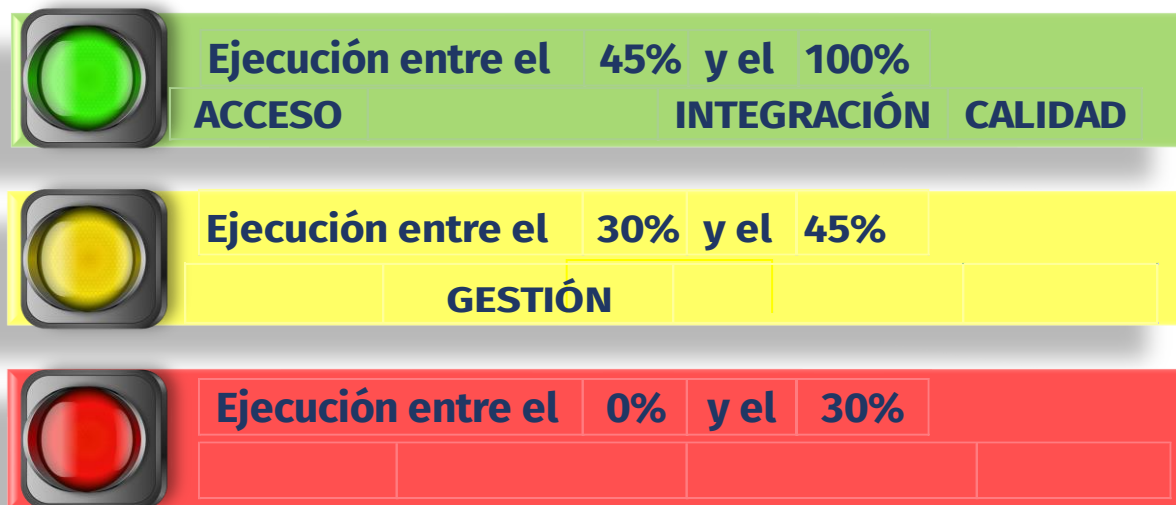 Ejecución entre el 45% y el 100%
ACCESO INTEGRACIÓN CALIDAD
Ejecución entre el 30% y el 45%
GESTIÓN
Ejecución entre el 0% y el 30%